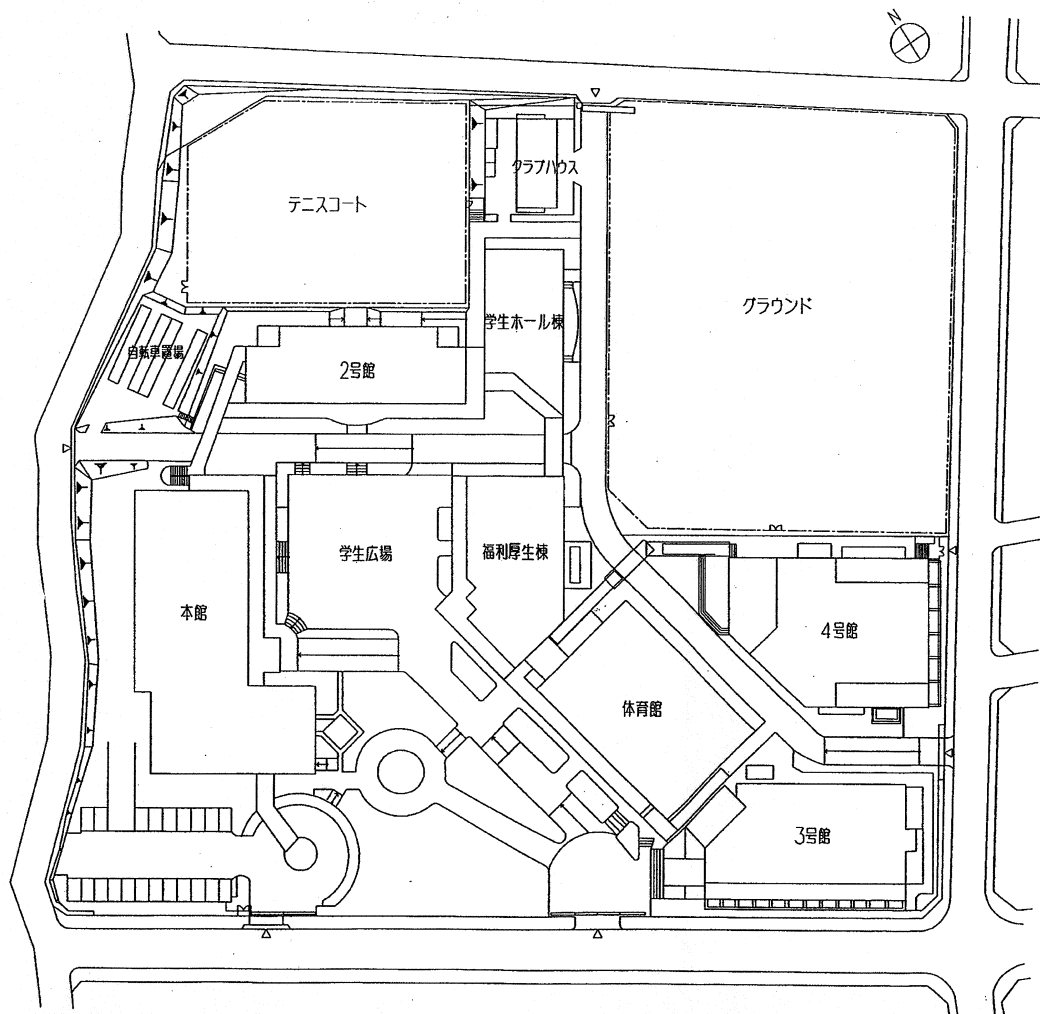 N
クラブハウス
テニスコート
グラウンド
学生ホール棟
自転車置場
2号館
学生広場
福利厚生棟
本館
4号館
体育館
3号館